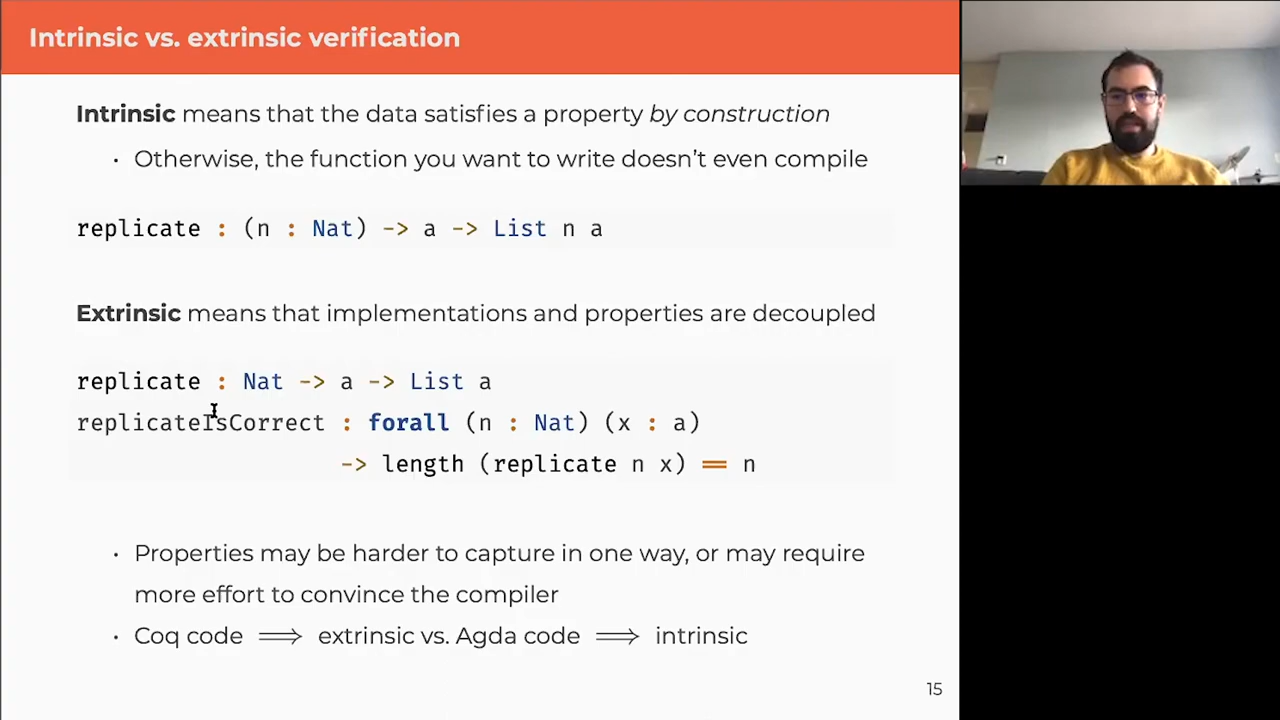 Intrinsic vs. extrinsic verification
Intrinsic means that the data satisfies a property by construction
· Otherwise, the function you want to write doesn’t even compile
replicate : (n : Nat) -> a -> List n a
Extrinsic means that implementations and properties are decoupled
replicate : Nat -> a -> List a
replicateIsCorrect : forall (n : Nat) (x : a)
-> length (replicate n x) == n
· Properties may be harder to capture in one way, or may require
more effort to convince the compiler
· Coq code ⟹ extrinsic vs. Agda code ⟹ intrinsic
15